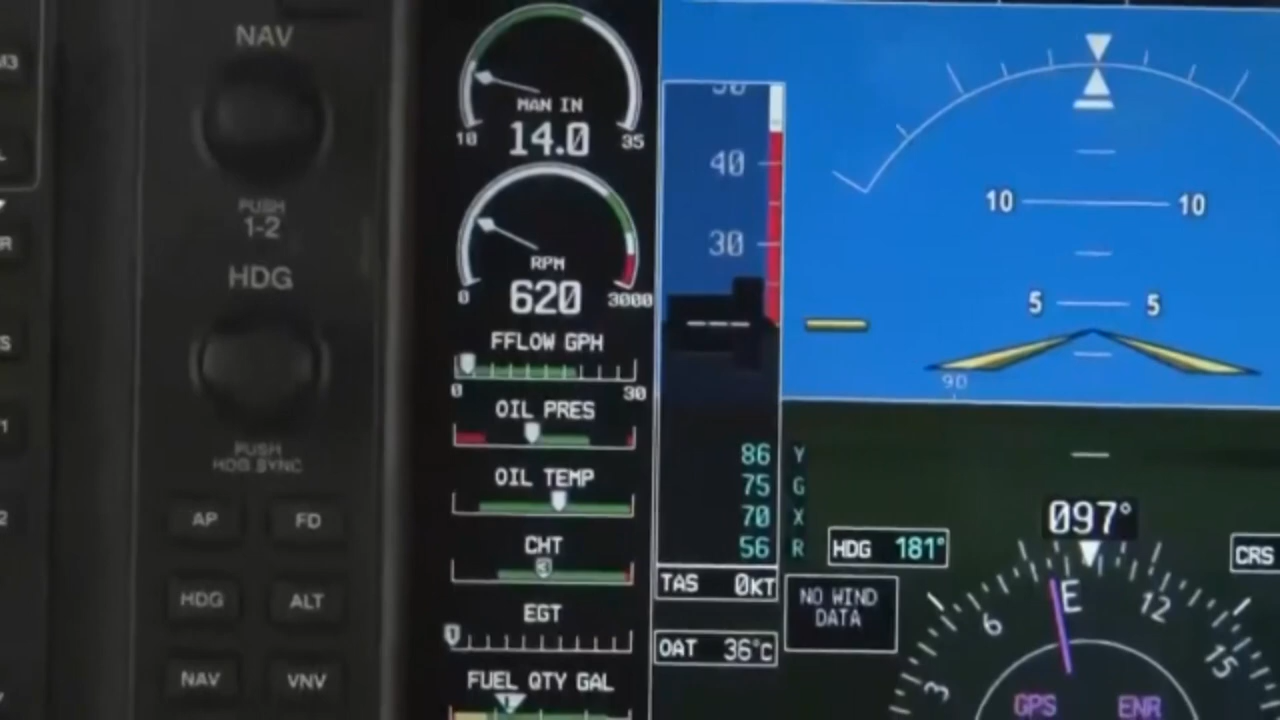 NAV
PUSH
1-2
HDG
PUSH
HDG SYNC
AP FD
HDG ALT
NAV VNV
MAN IN
10 14.0 35
RPM
0 620 3000
FFLOW GPH
0 30
OIL PRES
OIL TEMP
CHT
3
EGT
1
FUEL QTY GAL
40
30
86 Y
75 G
70 X
56 R
TAS 0KT
OAT 36°C
10 10
5 5
90
097°
HDG 181°
CRS
NO WIND
DATA
3 6 E 12 15
GPS ENR